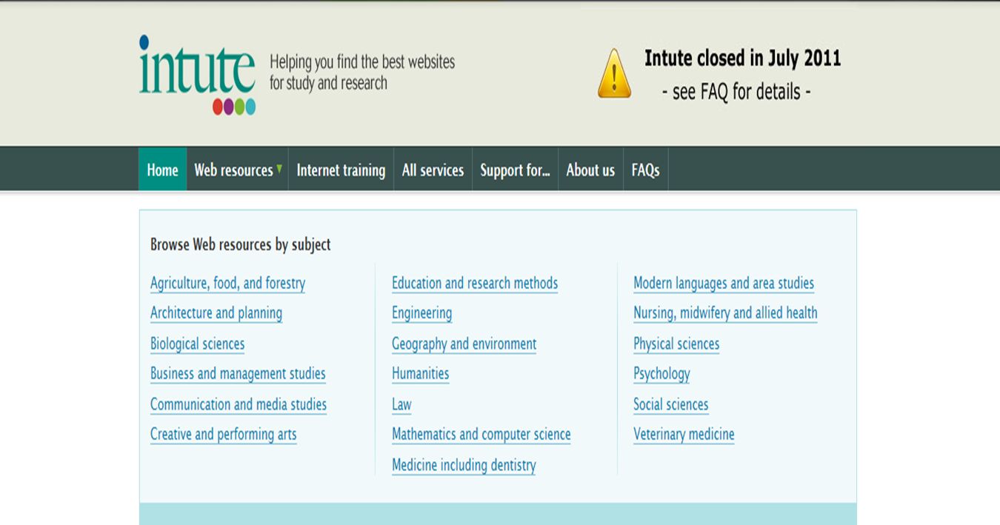 intute
Helping you find the best websites
for study and research
Intute closed in July 2011
- see FAQ for details -
Home
Web resources
Internet training
All services
Support for...
About us
FAQs
Browse Web resources by subject
Agriculture, food, and forestry
Architecture and planning
Biological sciences
Business and management studies
Communication and media studies
Creative and performing arts
Education and research methods
Engineering
Geography and environment
Humanities
Law
Mathematics and computer science
Medicine including dentistry
Modern languages and area studies
Nursing, midwifery and allied health
Physical sciences
Psychology
Social sciences
Veterinary medicine